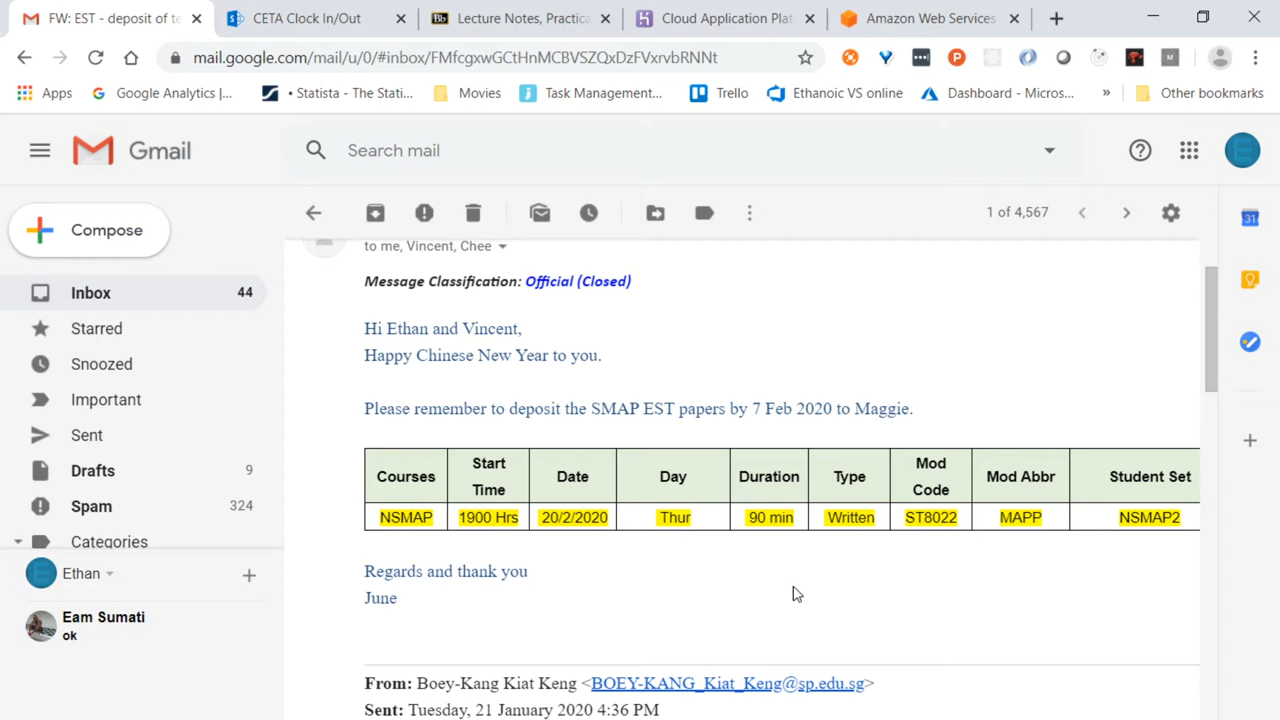 FW: EST - deposit of te
CETA Clock In/Out
Lecture Notes, Practica
Cloud Application Plat
Amazon Web Services
mail.google.com/mail/u/0/#inbox/FMfcgxwGCtHnMCBVSZQxDzFVxrvbRNNt
Apps
Google Analytics |...
• Statista - The Stati...
Movies
Task Management...
Trello
Ethanoic VS online
Dashboard - Micros...
»
Other bookmarks
Gmail
Search mail
E
Compose
1 of 4,567
31
Inbox 44
Starred
Snoozed
Important
Sent
Drafts 9
Spam 324
Categories
E Ethan
Eam Sumati
ok
to me, Vincent, Chee
Message Classification: Official (Closed)
Hi Ethan and Vincent,
Happy Chinese New Year to you.
Please remember to deposit the SMAP EST papers by 7 Feb 2020 to Maggie.
Courses Start Time Date Day Duration Type Mod Code Mod Abbr Student Set
NSMAP 1900 Hrs 20/2/2020 Thur 90 min Written ST8022 MAPP NSMAP2
Regards and thank you
June
From: Boey-Kang Kiat Keng <BOEY-KANG_Kiat_Keng@sp.edu.sg>
Sent: Tuesday, 21 January 2020 4:36 PM